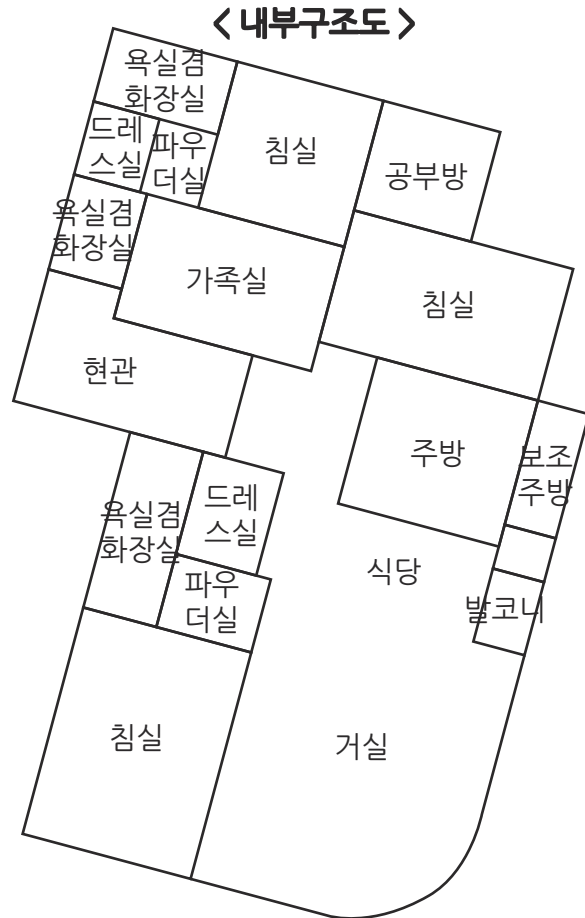 < 내부구조도 >
욕실겸
화장실
드레
스실
파우
더실
침실
공부방
욕실겸
화장실
가족실
침실
현관
주방
보조
주방
욕실겸
화장실
드레
스실
식당
파우
더실
발코니
침실
거실